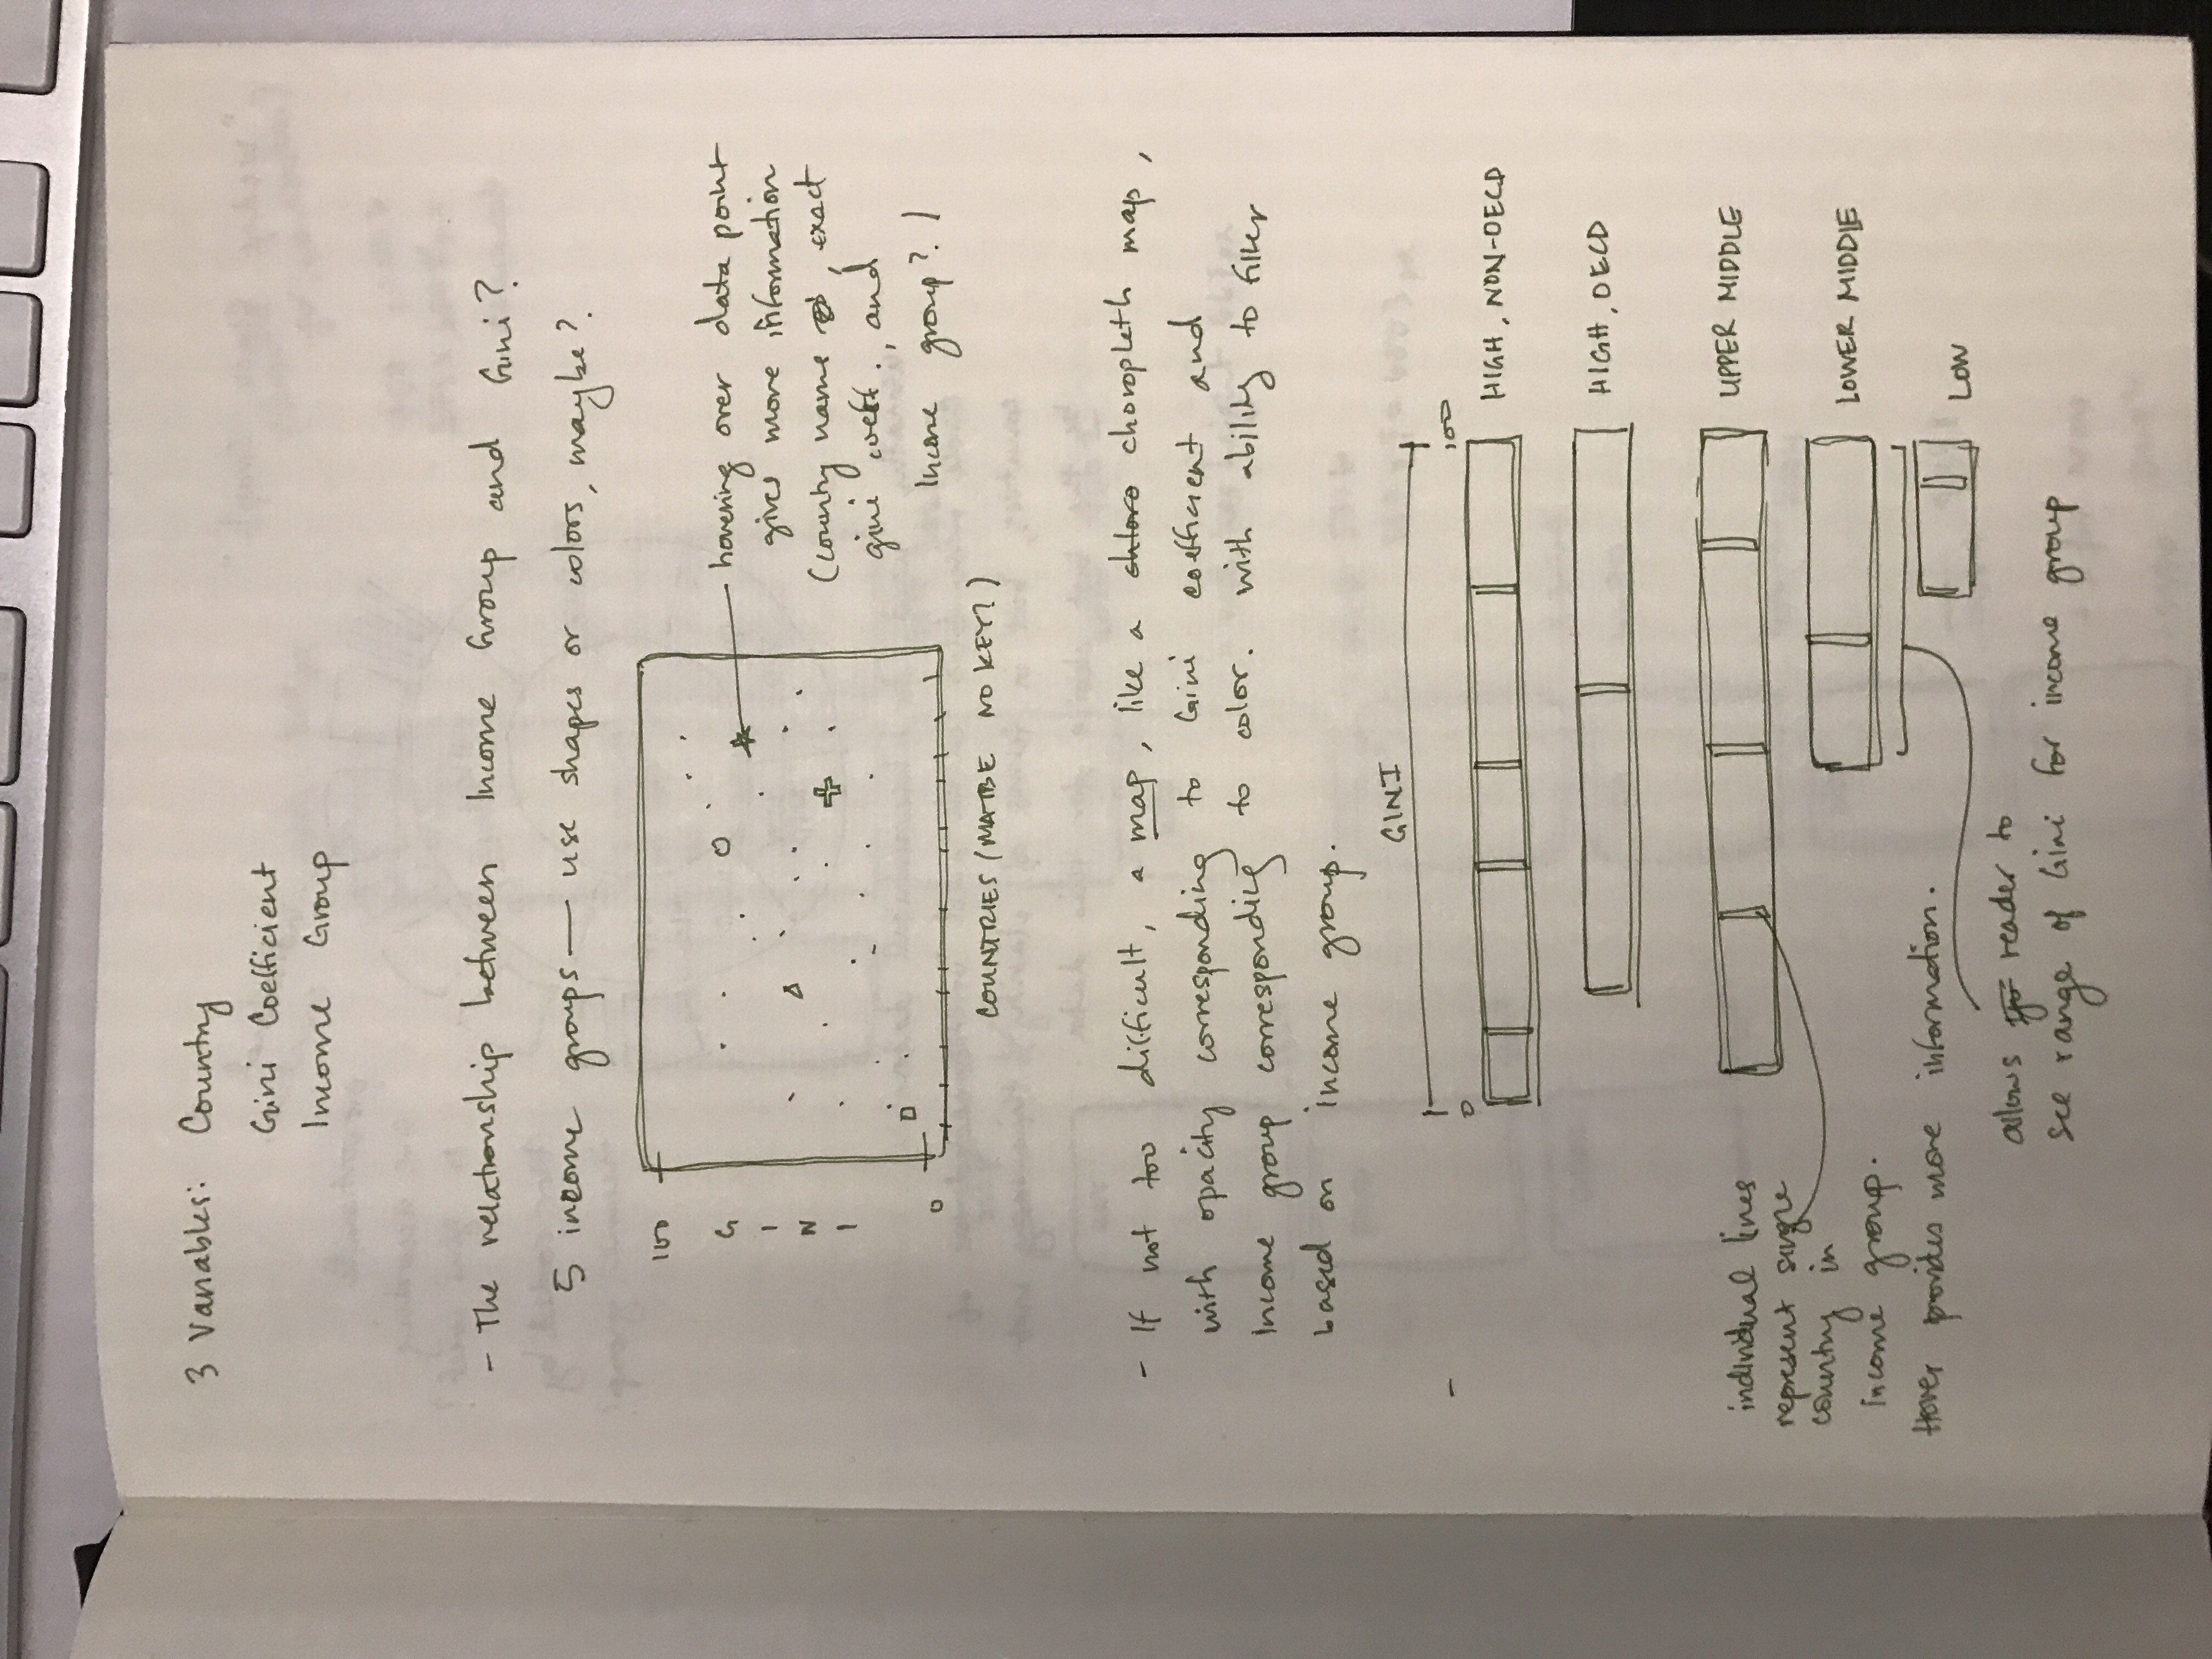 3 Variables: Country
Gini Coefficient
Income Group
- The relationship between Income Group and Gini?
5 income groups — use shapes or colors, maybe?
100
GINI
0
hovering over data point
gives more information
(country name , exact
gini coeff., and
Income group?)
COUNTRIES (MAYBE NO KEY?)
- If not too difficult, a map, like a chloro choropleth map,
with opacity corresponding to Gini coefficient and
Income group corresponding to color. with ability to filter
based on income group.
GINI
-
0
100
HIGH, NON-OECD
HIGH, OECD
UPPER MIDDLE
individual lines
represent single
country in
income group.
Hover provides more information.
LOWER MIDDLE
LOW
allows reader to
see range of Gini for income group